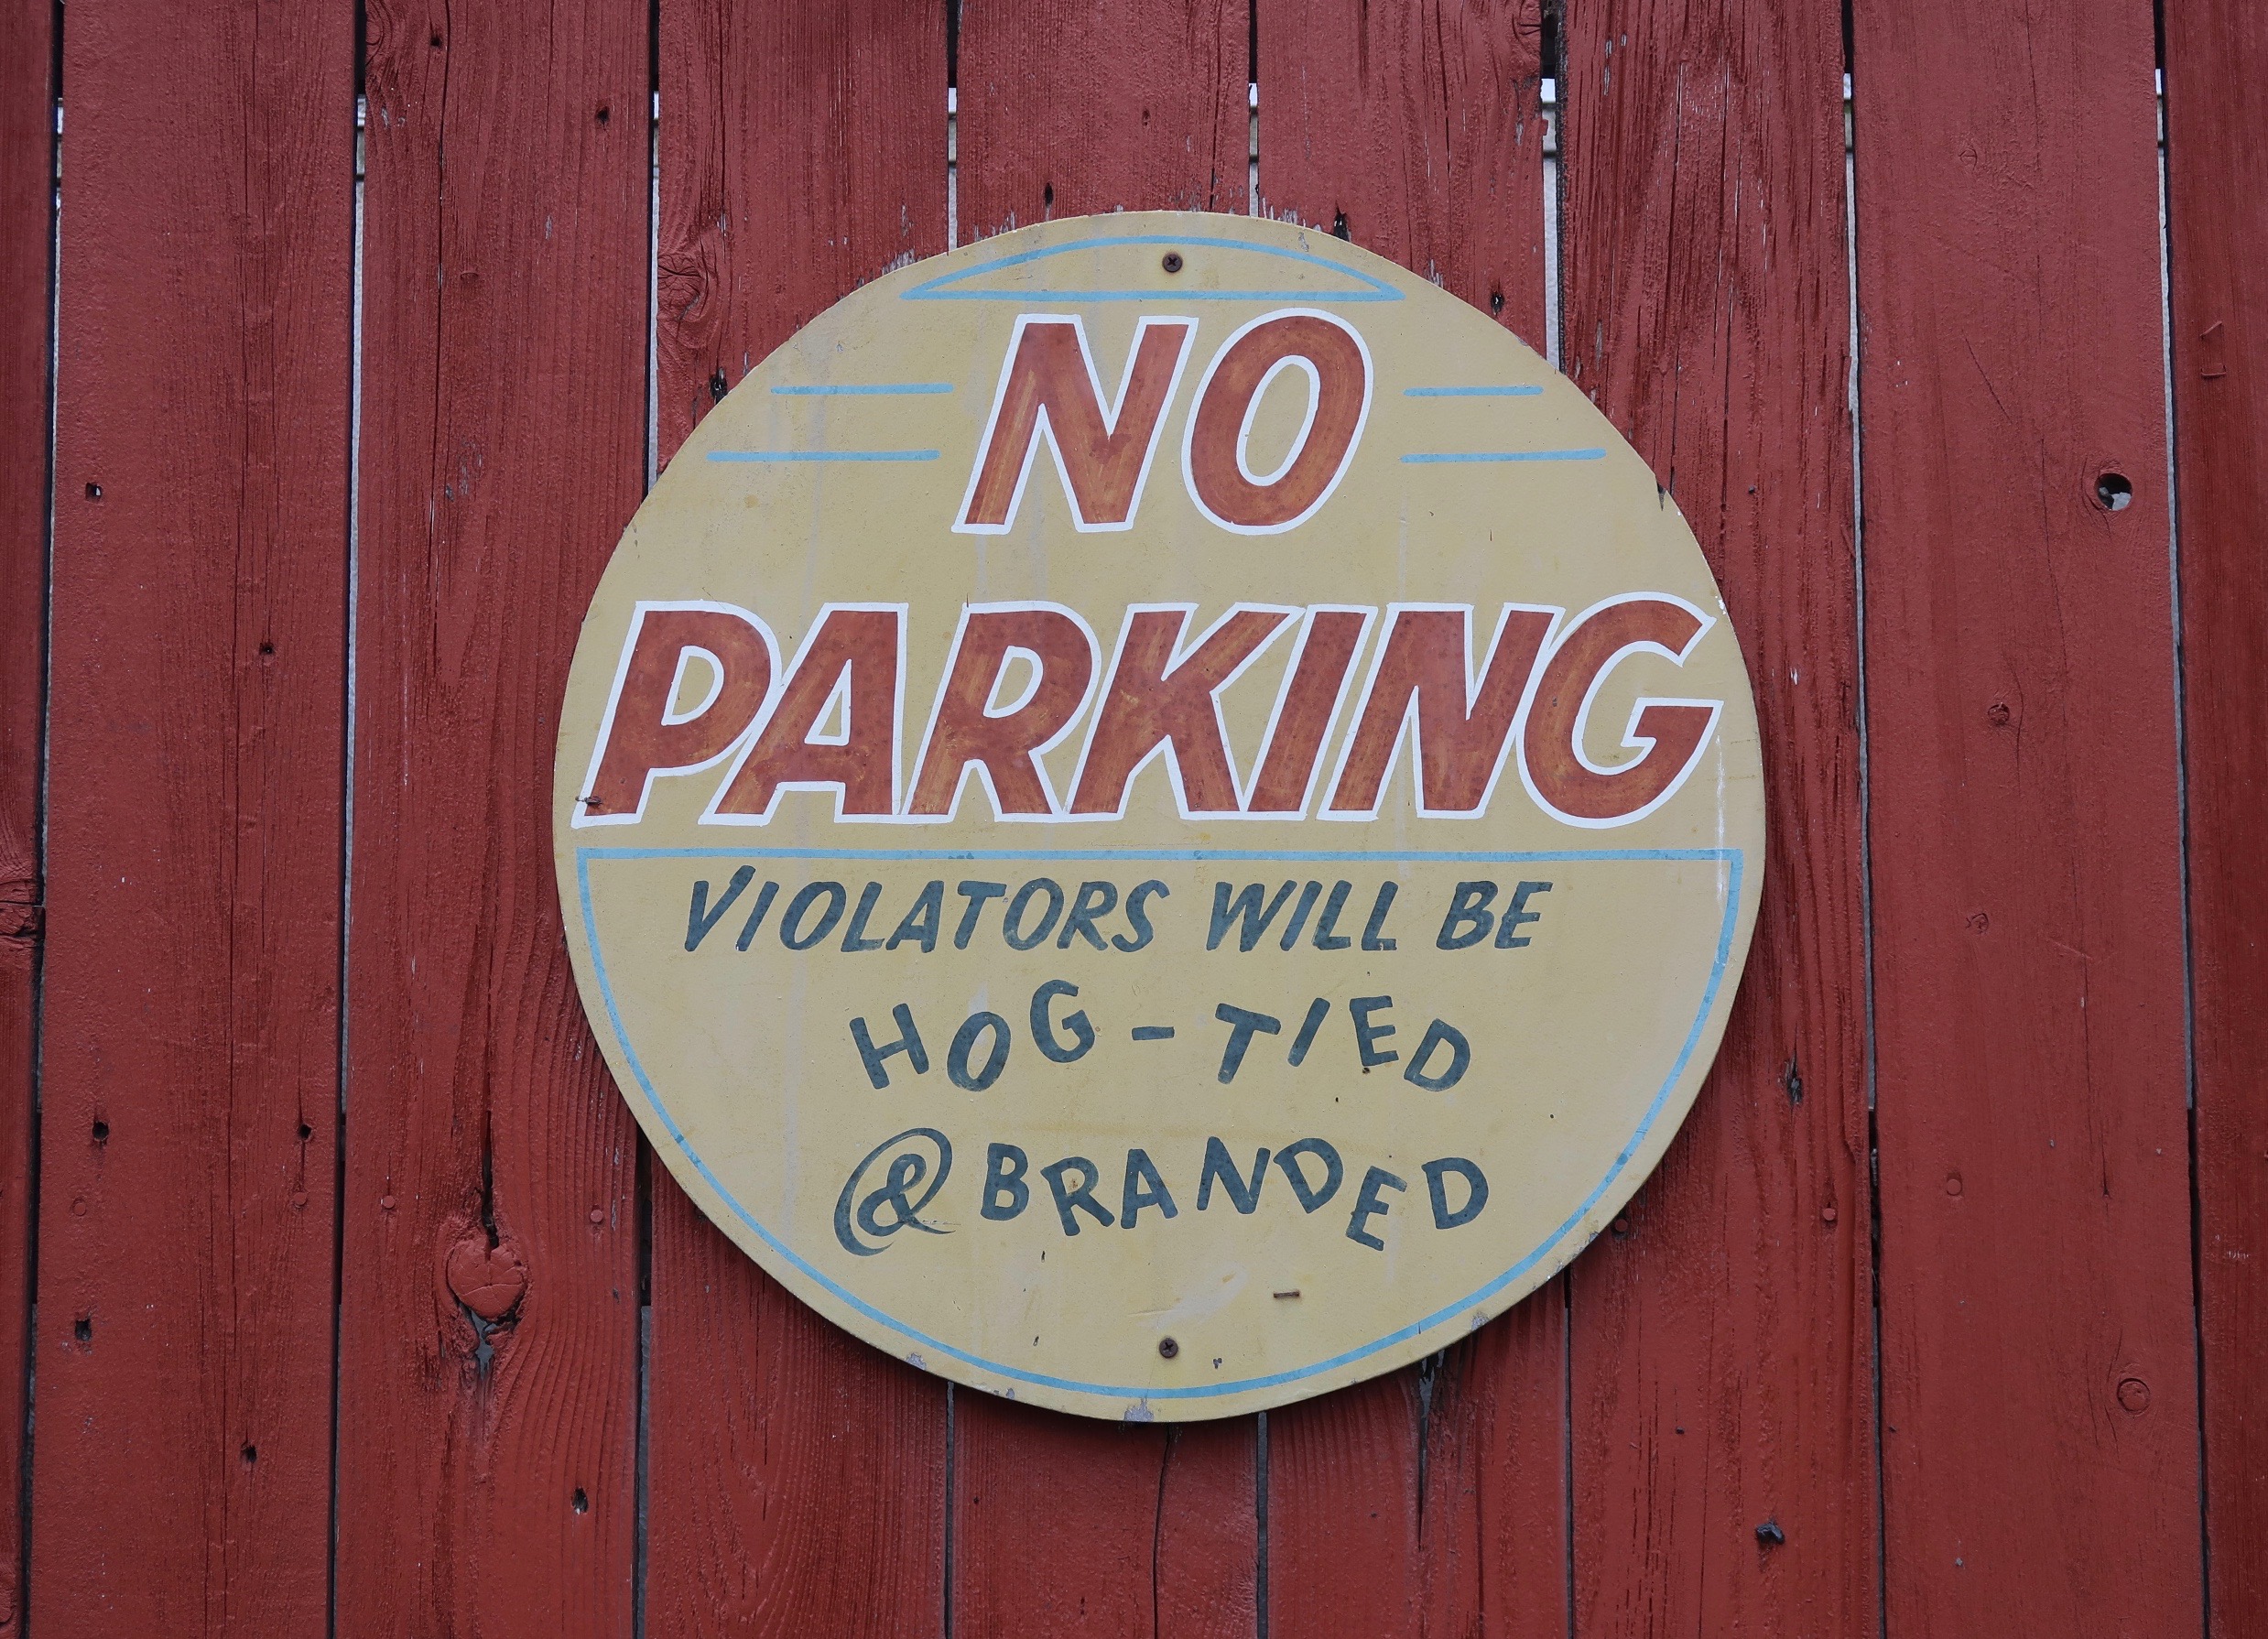 NO
PARKING
VIOLATORS WILL BE
HOG-TIED
& BRANDED